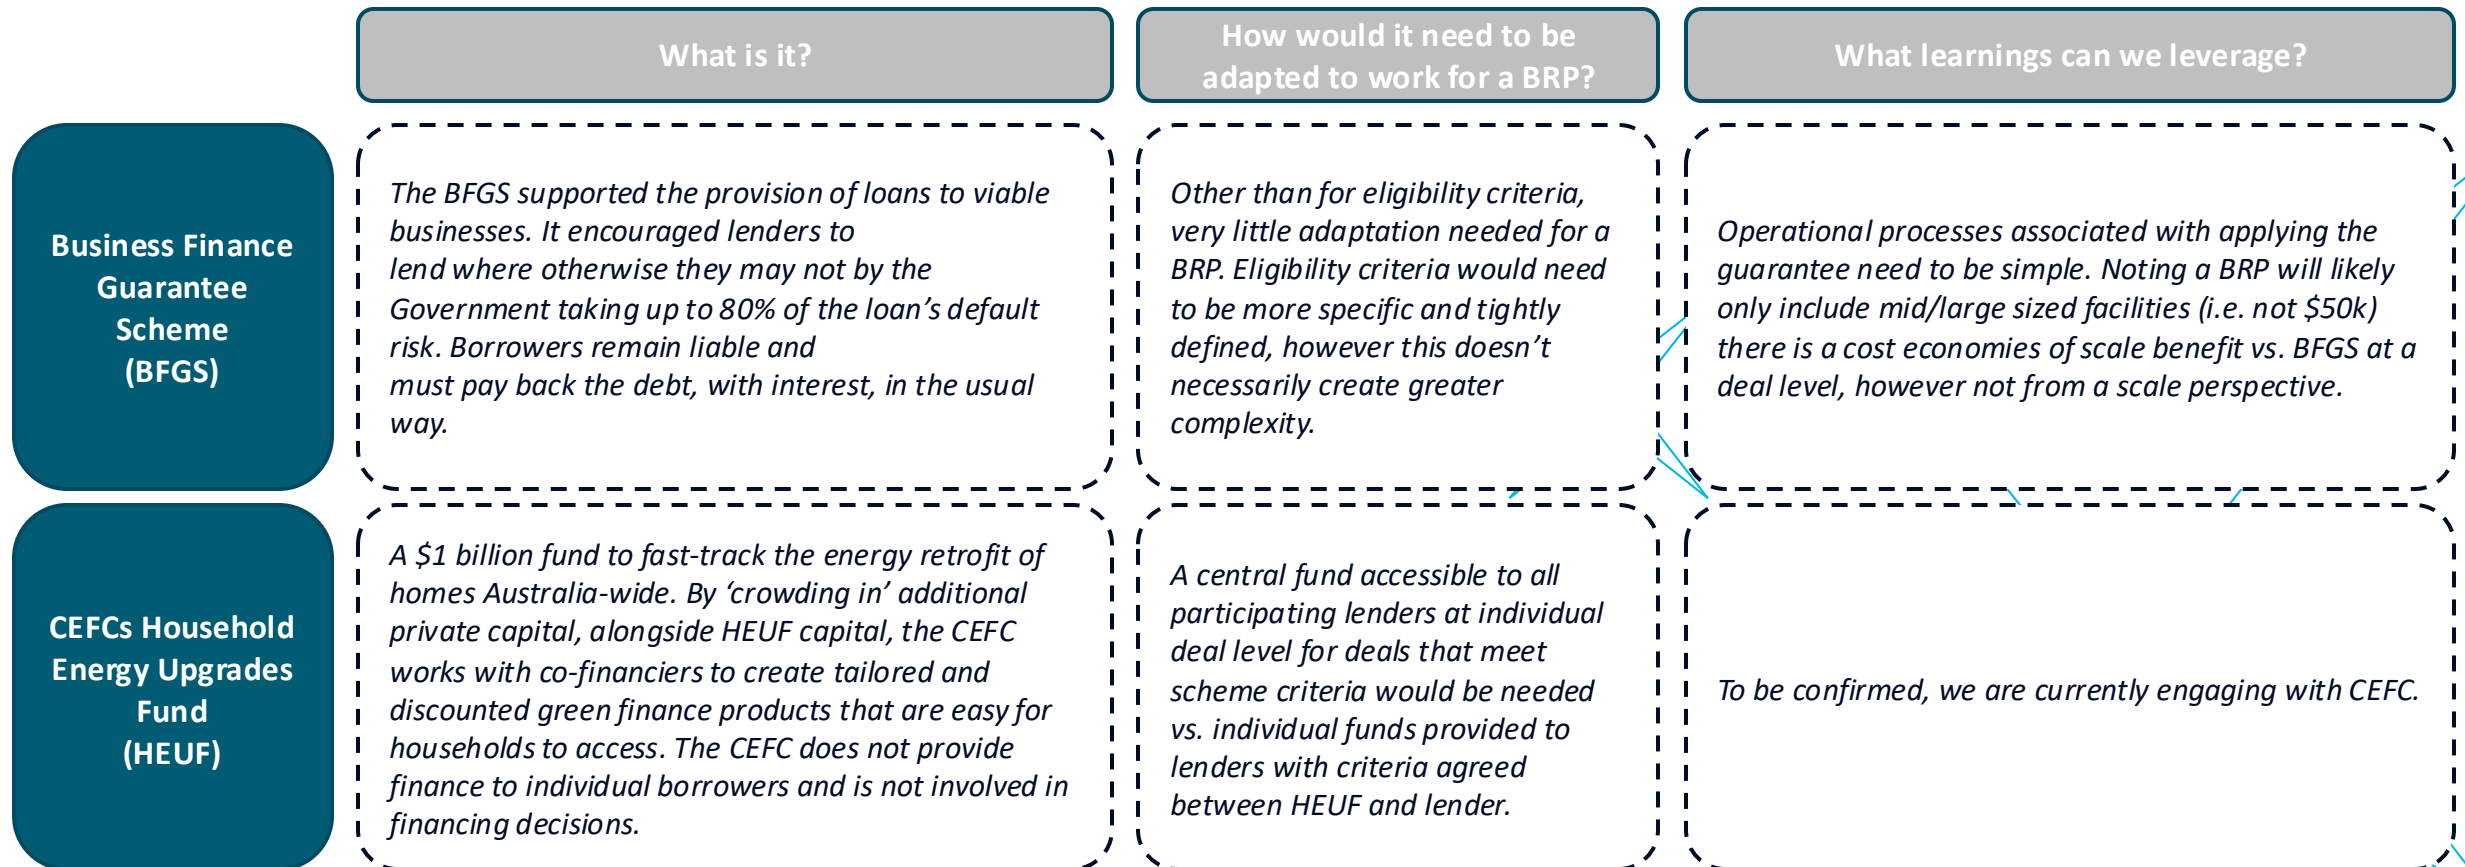 What is it?
How would it need to be
adapted to work for a BRP?
What learnings can we leverage?
Business Finance
Guarantee
Scheme
(BFGS)
The BFGS supported the provision of loans to viable
businesses. It encouraged lenders to
lend where otherwise they may not by the
Government taking up to 80% of the loan’s default
risk. Borrowers remain liable and
must pay back the debt, with interest, in the usual
way.
Other than for eligibility criteria,
very little adaptation needed for a
BRP. Eligibility criteria would need
to be more specific and tightly
defined, however this doesn’t
necessarily create greater
complexity.
Operational processes associated with applying the
guarantee need to be simple. Noting a BRP will likely
only include mid/large sized facilities (i.e. not $50k)
there is a cost economies of scale benefit vs. BFGS at a
deal level, however not from a scale perspective.
CEFCs Household
Energy Upgrades
Fund
(HEUF)
A $1 billion fund to fast-track the energy retrofit of
homes Australia-wide. By ‘crowding in’ additional
private capital, alongside HEUF capital, the CEFC
works with co-financiers to create tailored and
discounted green finance products that are easy for
households to access. The CEFC does not provide
finance to individual borrowers and is not involved in
financing decisions.
A central fund accessible to all
participating lenders at individual
deal level for deals that meet
scheme criteria would be needed
vs. individual funds provided to
lenders with criteria agreed
between HEUF and lender.
To be confirmed, we are currently engaging with CEFC.